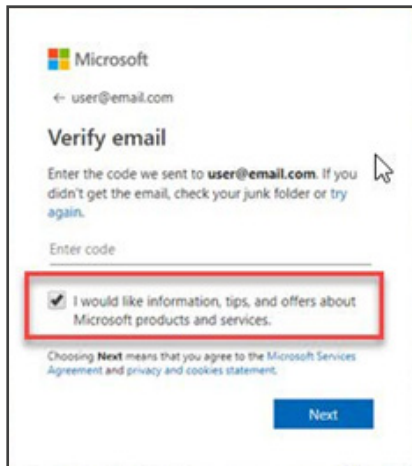 Microsoft
← user@email.com
Verify email
Enter the code we sent to user@email.com. If you
didn't get the email, check your junk folder or try
again.
Enter code
I would like information, tips, and offers about
Microsoft products and services.
Choosing Next means that you agree to the Microsoft Services
Agreement and privacy and cookies statement.
Next